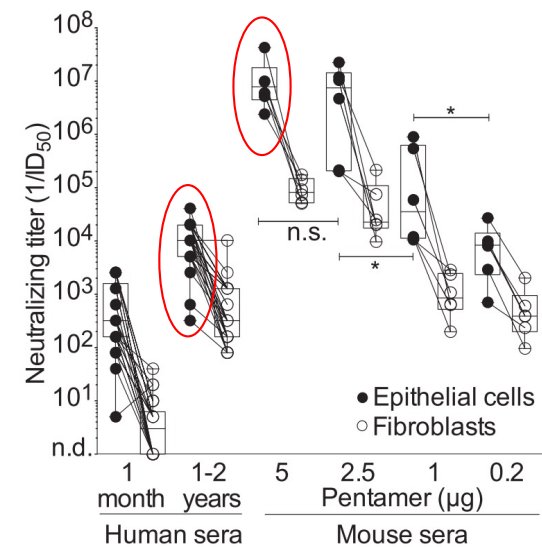 Neutralizing titer (1/ID50)
10^8
10^7
10^6
10^5
10^4
10^3
10^2
10^1
n.d.
*
n.s.
*
● Epithelial cells
○ Fibroblasts
1 month
1-2 years
5 2.5 1 0.2
Pentamer (µg)
Human sera Mouse sera